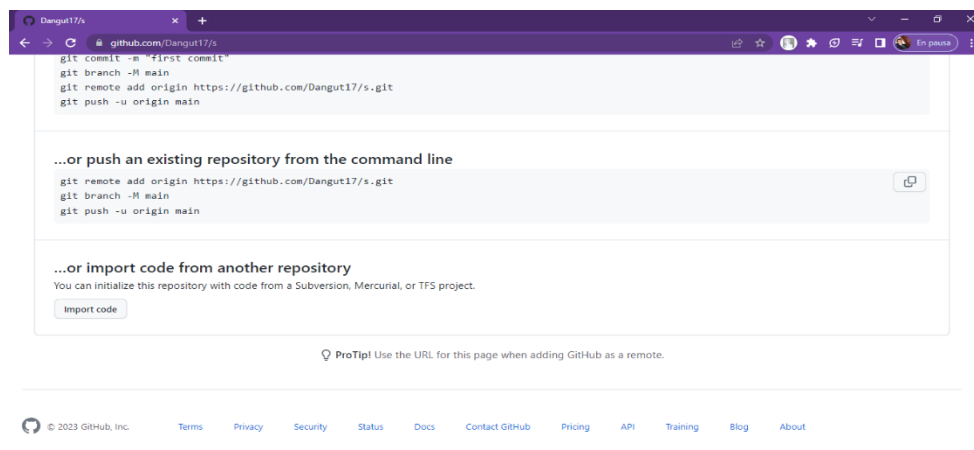 Dangut17/s
github.com/Dangut17/s
En pausa
git commit -m "first commit"
git branch -M main
git remote add origin https://github.com/Dangut17/s.git
git push -u origin main
...or push an existing repository from the command line
git remote add origin https://github.com/Dangut17/s.git
git branch -M main
git push -u origin main
...or import code from another repository
You can initialize this repository with code from a Subversion, Mercurial, or TFS project.
Import code
ProTip! Use the URL for this page when adding GitHub as a remote.
© 2023 GitHub, Inc. Terms Privacy Security Status Docs Contact GitHub Pricing API Training Blog About